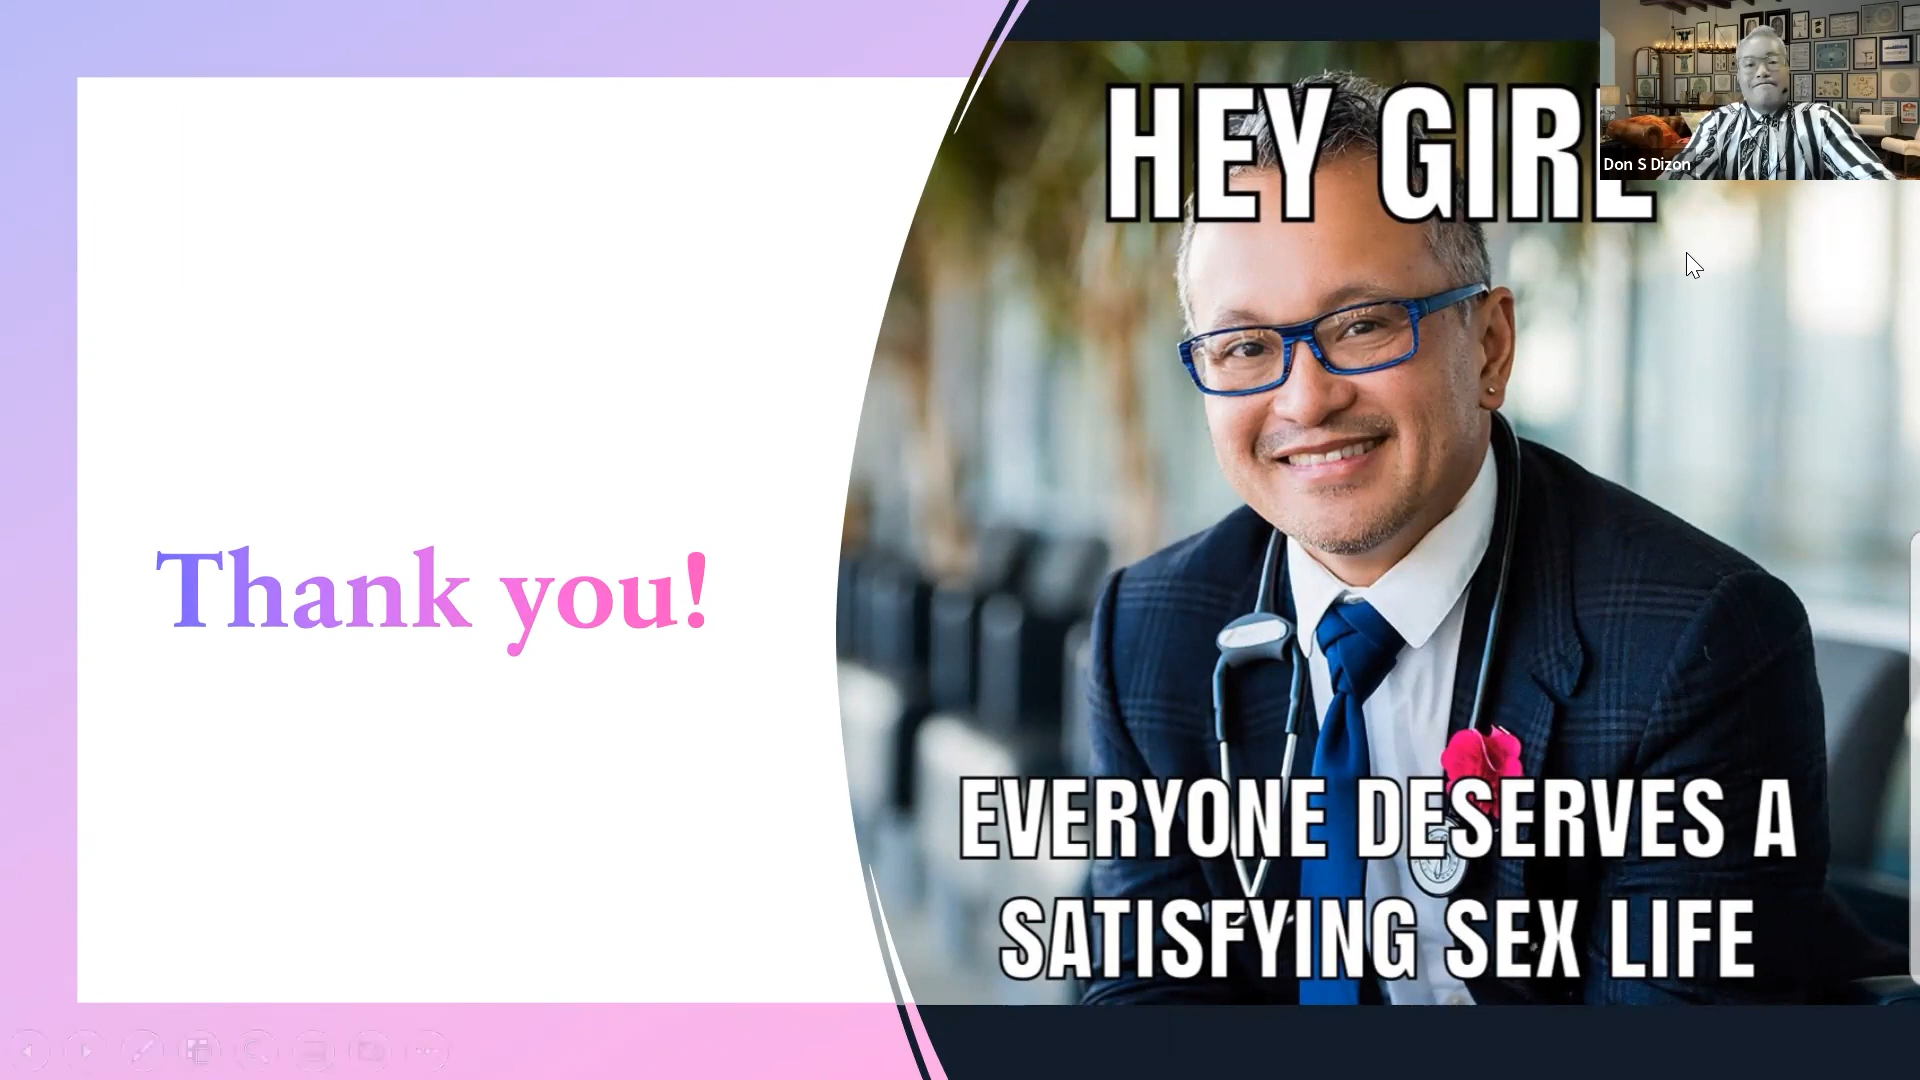 HEY GIRL
Don S Dizon
Thank you!
EVERYONE DESERVES A
SATISFYING SEX LIFE